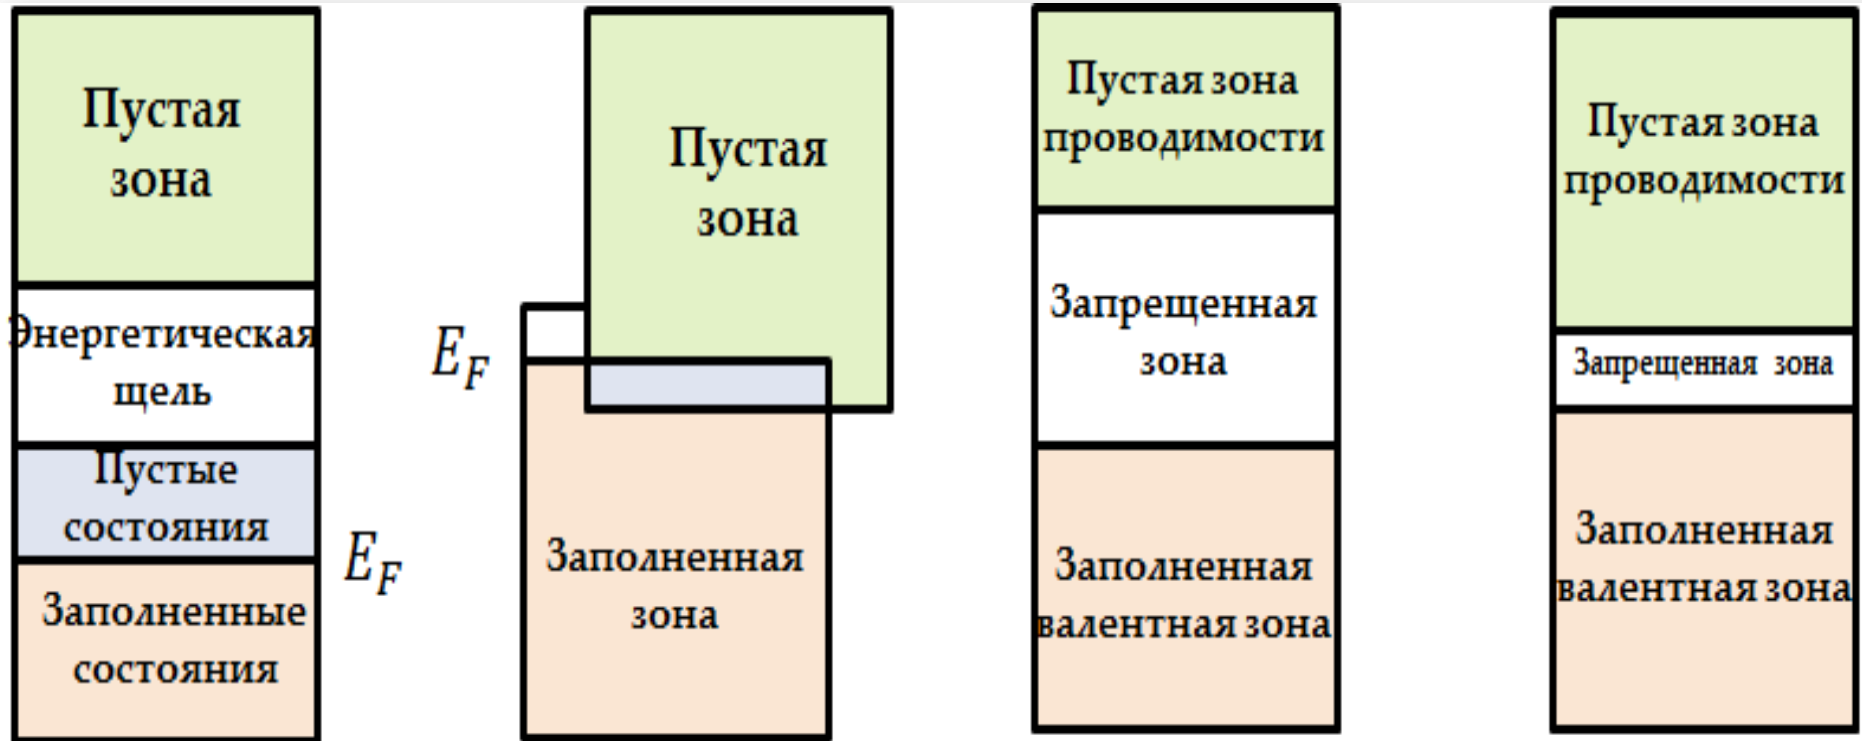 Пустая
зона
Энергетическая
щель
Пустые
состояния
E_F
Заполненные
состояния
Пустая
зона
E_F
Заполненная
зона
Пустая зона
проводимости
Запрещенная
зона
Заполненная
валентная зона
Пустая зона
проводимости
Запрещенная зона
Заполненная
валентная зона